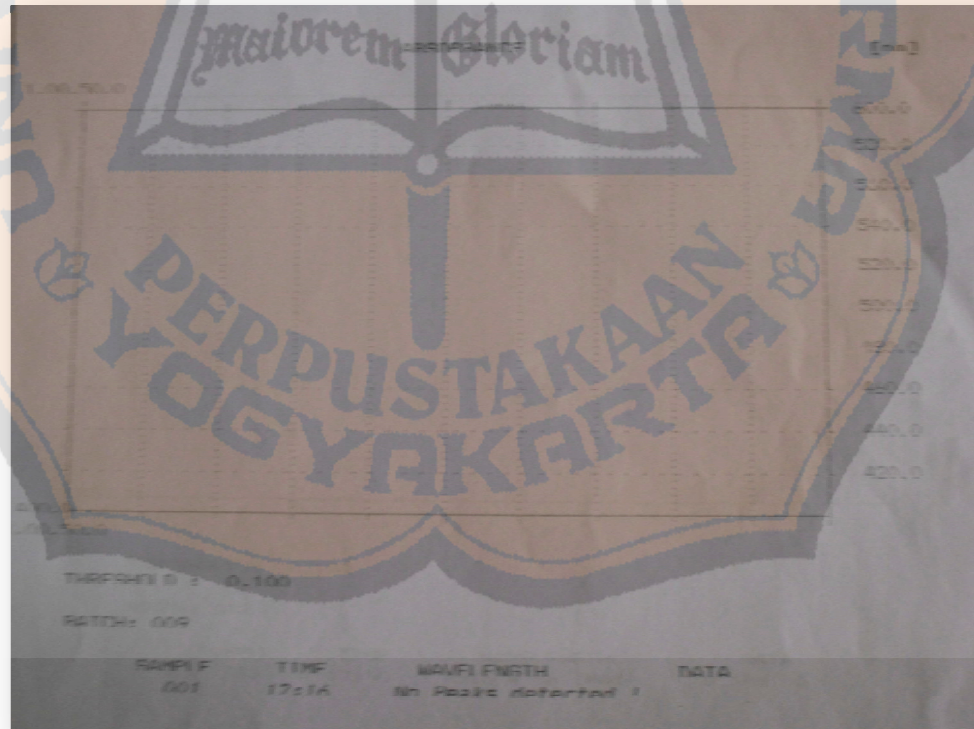 Maiorem Gloriam
ABSORBANCE
[nm]
600.0
580.0
560.0
540.0
520.0
500.0
480.0
460.0
440.0
420.0
PERPUSTAKAAN
YOGYAKARTA
THRESHOLD : 0.100
BATCH: 009
SAMPLE TIME WAVELENGTH DATA
001 17:16 No Peaks detected !